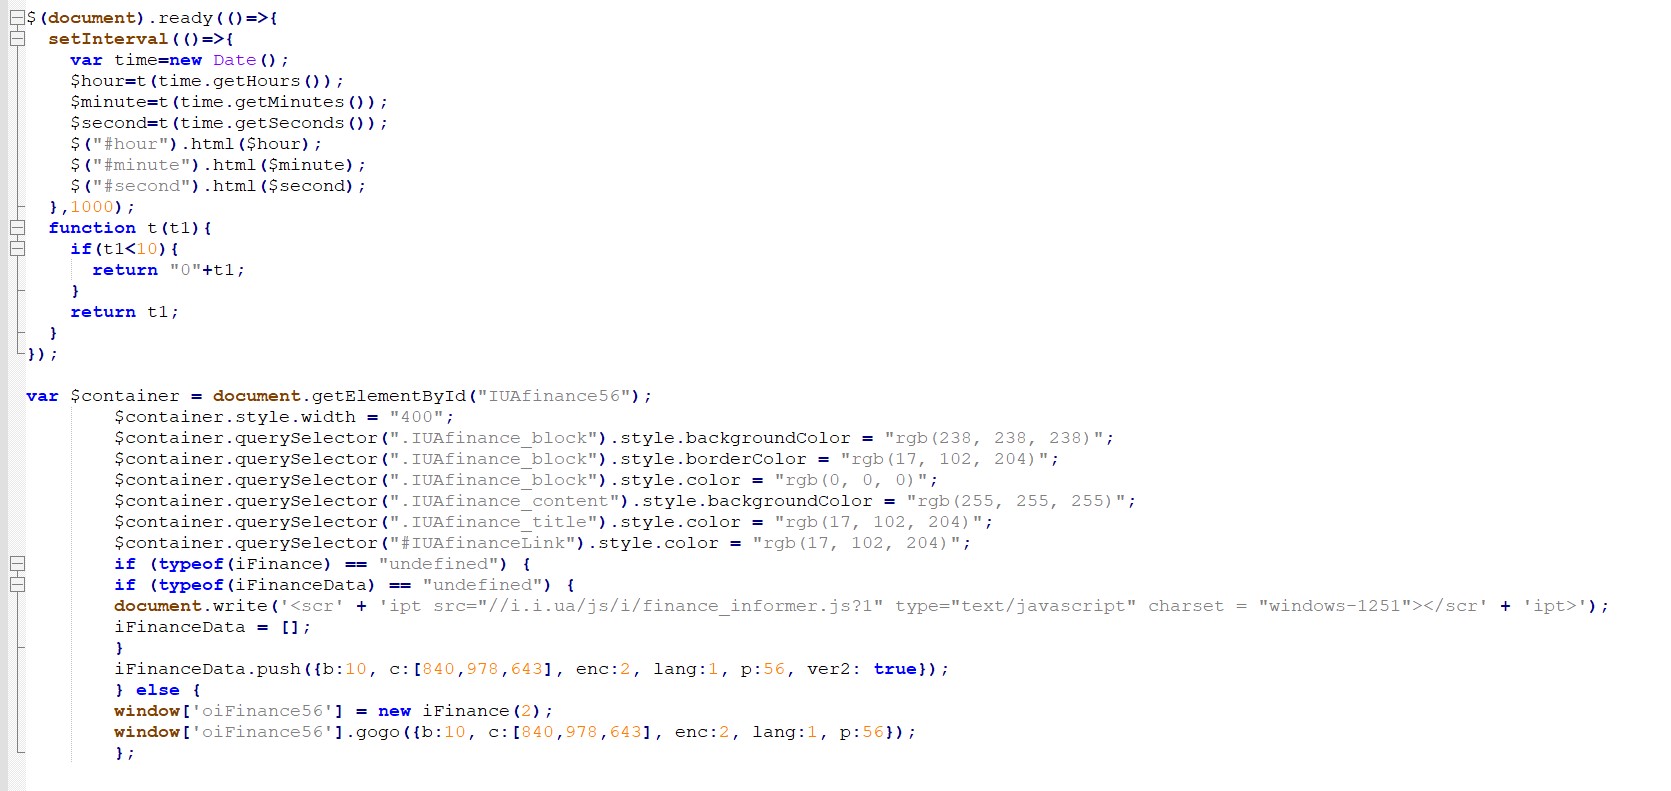 $(document).ready(()=>{
setInterval(()=>{
var time=new Date();
$hour=t(time.getHours());
$minute=t(time.getMinutes());
$second=t(time.getSeconds());
$("#hour").html($hour);
$("#minute").html($minute);
$("#second").html($second);
},1000);
function t(t1){
if(t1<10){
return "0"+t1;
}
return t1;
}
});
var $container = document.getElementById("IUAfinance56");
$container.style.width = "400";
$container.querySelector(".IUAfinance_block").style.backgroundColor = "rgb(238, 238, 238)";
$container.querySelector(".IUAfinance_block").style.borderColor = "rgb(17, 102, 204)";
$container.querySelector(".IUAfinance_block").style.color = "rgb(0, 0, 0)";
$container.querySelector(".IUAfinance_content").style.backgroundColor = "rgb(255, 255, 255)";
$container.querySelector(".IUAfinance_title").style.color = "rgb(17, 102, 204)";
$container.querySelector("#IUAfinanceLink").style.color = "rgb(17, 102, 204)";
if (typeof(iFinance) == "undefined") {
if (typeof(iFinanceData) == "undefined") {
document.write('<scr' + 'ipt src="//i.i.ua/js/i/finance_informer.js?1" type="text/javascript" charset = "windows-1251"></scr' + 'ipt>');
iFinanceData = [];
}
iFinanceData.push({b:10, c:[840,978,643], enc:2, lang:1, p:56, ver2: true});
} else {
window['oiFinance56'] = new iFinance(2);
window['oiFinance56'].gogo({b:10, c:[840,978,643], enc:2, lang:1, p:56});
};